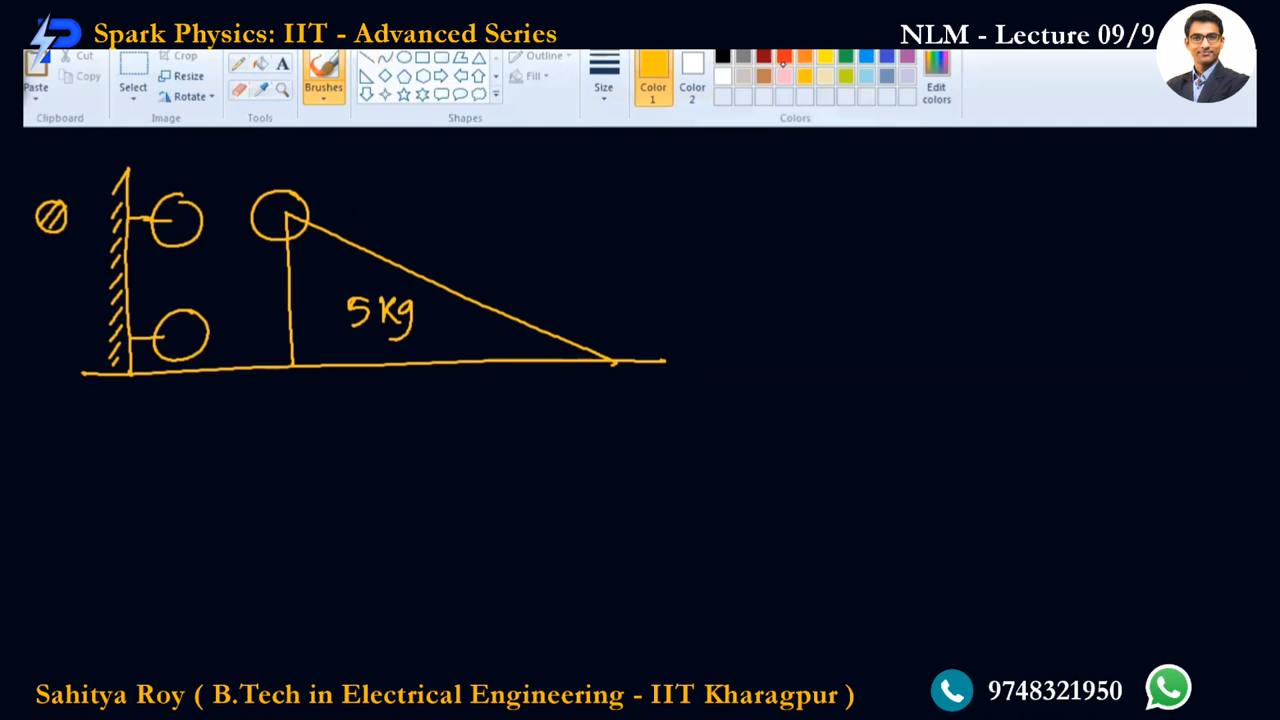 Spark Physics: IIT - Advanced Series
NLM - Lecture 09/9
Paste
Cut
Copy
Clipboard
Select
Crop
Resize
Rotate
Image
A
Tools
Brushes
Shapes
Outline
Fill
Size
Color
1
Color
2
Edit
colors
Colors
5 Kg
Sahitya Roy ( B.Tech in Electrical Engineering - IIT Kharagpur )
9748321950